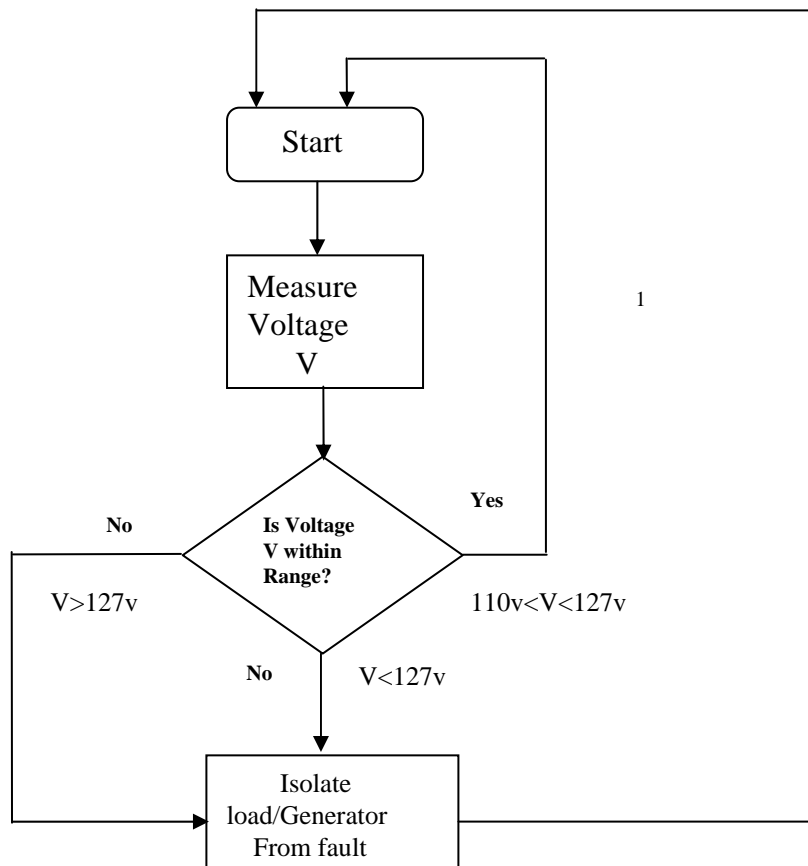 Start
Measure
Voltage
V
1
Yes
No
Is Voltage
V within
Range?
V>127v
110v<V<127v
No
V<127v
Isolate
load/Generator
From fault